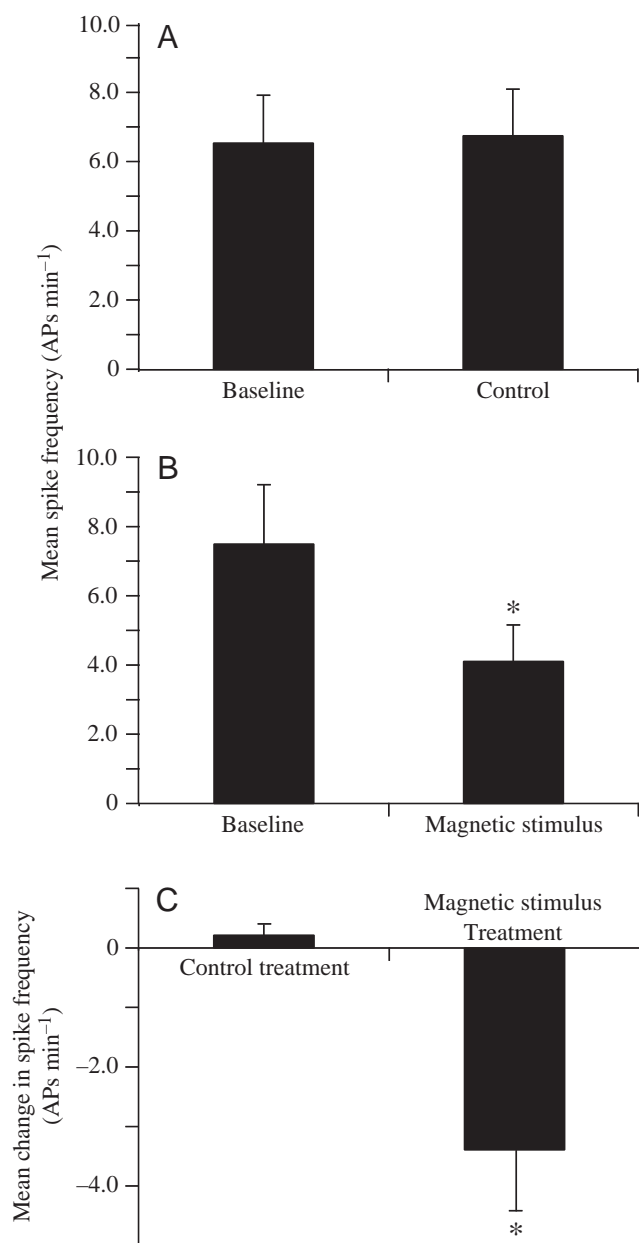 A
10.0
8.0
6.0
4.0
2.0
0
Baseline Control
Mean spike frequency (APs min⁻¹)
B
10.0
8.0
6.0
4.0
2.0
0
*
Baseline Magnetic stimulus
C
Magnetic stimulus
Treatment
0
Control treatment
–2.0
–4.0
*
Mean change in spike frequency
(APs min⁻¹)